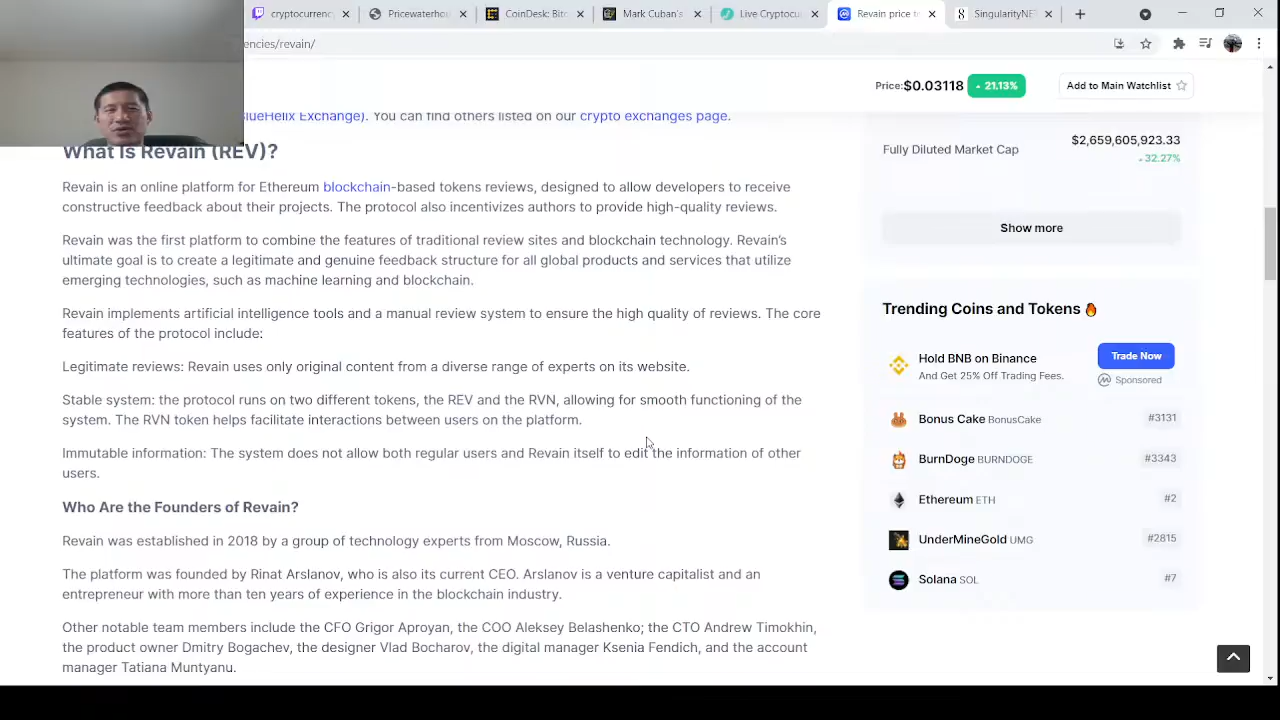 cryptocurrency
Pricewaterhou
CoinDesk: Bit
Mark Cuban's
Live Cryptocu
Revain price t
SingularityNE
encies/revain/
Price:$0.03118
21.13%
Add to Main Watchlist
BlueHelix Exchange). You can find others listed on our crypto exchanges page.
What Is Revain (REV)?
Revain is an online platform for Ethereum blockchain-based tokens reviews, designed to allow developers to receive
constructive feedback about their projects. The protocol also incentivizes authors to provide high-quality reviews.
Revain was the first platform to combine the features of traditional review sites and blockchain technology. Revain's
ultimate goal is to create a legitimate and genuine feedback structure for all global products and services that utilize
emerging technologies, such as machine learning and blockchain.
Revain implements artificial intelligence tools and a manual review system to ensure the high quality of reviews. The core
features of the protocol include:
Legitimate reviews: Revain uses only original content from a diverse range of experts on its website.
Stable system: the protocol runs on two different tokens, the REV and the RVN, allowing for smooth functioning of the
system. The RVN token helps facilitate interactions between users on the platform.
Immutable information: The system does not allow both regular users and Revain itself to edit the information of other
users.
Who Are the Founders of Revain?
Revain was established in 2018 by a group of technology experts from Moscow, Russia.
The platform was founded by Rinat Arslanov, who is also its current CEO. Arslanov is a venture capitalist and an
entrepreneur with more than ten years of experience in the blockchain industry.
Other notable team members include the CFO Grigor Aproyan, the COO Aleksey Belashenko; the CTO Andrew Timokhin,
the product owner Dmitry Bogachev, the designer Vlad Bocharov, the digital manager Ksenia Fendich, and the account
manager Tatiana Muntyanu.
Fully Diluted Market Cap
$2,659,605,923.33
32.27%
Show more
Trending Coins and Tokens
Hold BNB on Binance
And Get 25% Off Trading Fees.
Trade Now
Sponsored
Bonus Cake BonusCake #3131
BurnDoge BURNDOGE #3343
Ethereum ETH #2
UnderMineGold UMG #2815
Solana SOL #7